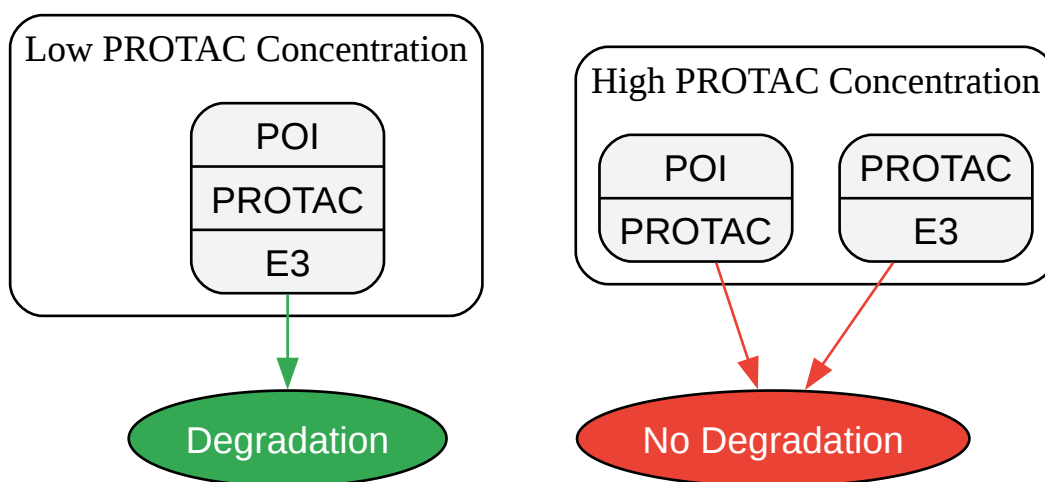 Low PROTAC Concentration
POI
PROTAC
E3
Degradation
High PROTAC Concentration
POI
PROTAC
PROTAC
E3
No Degradation